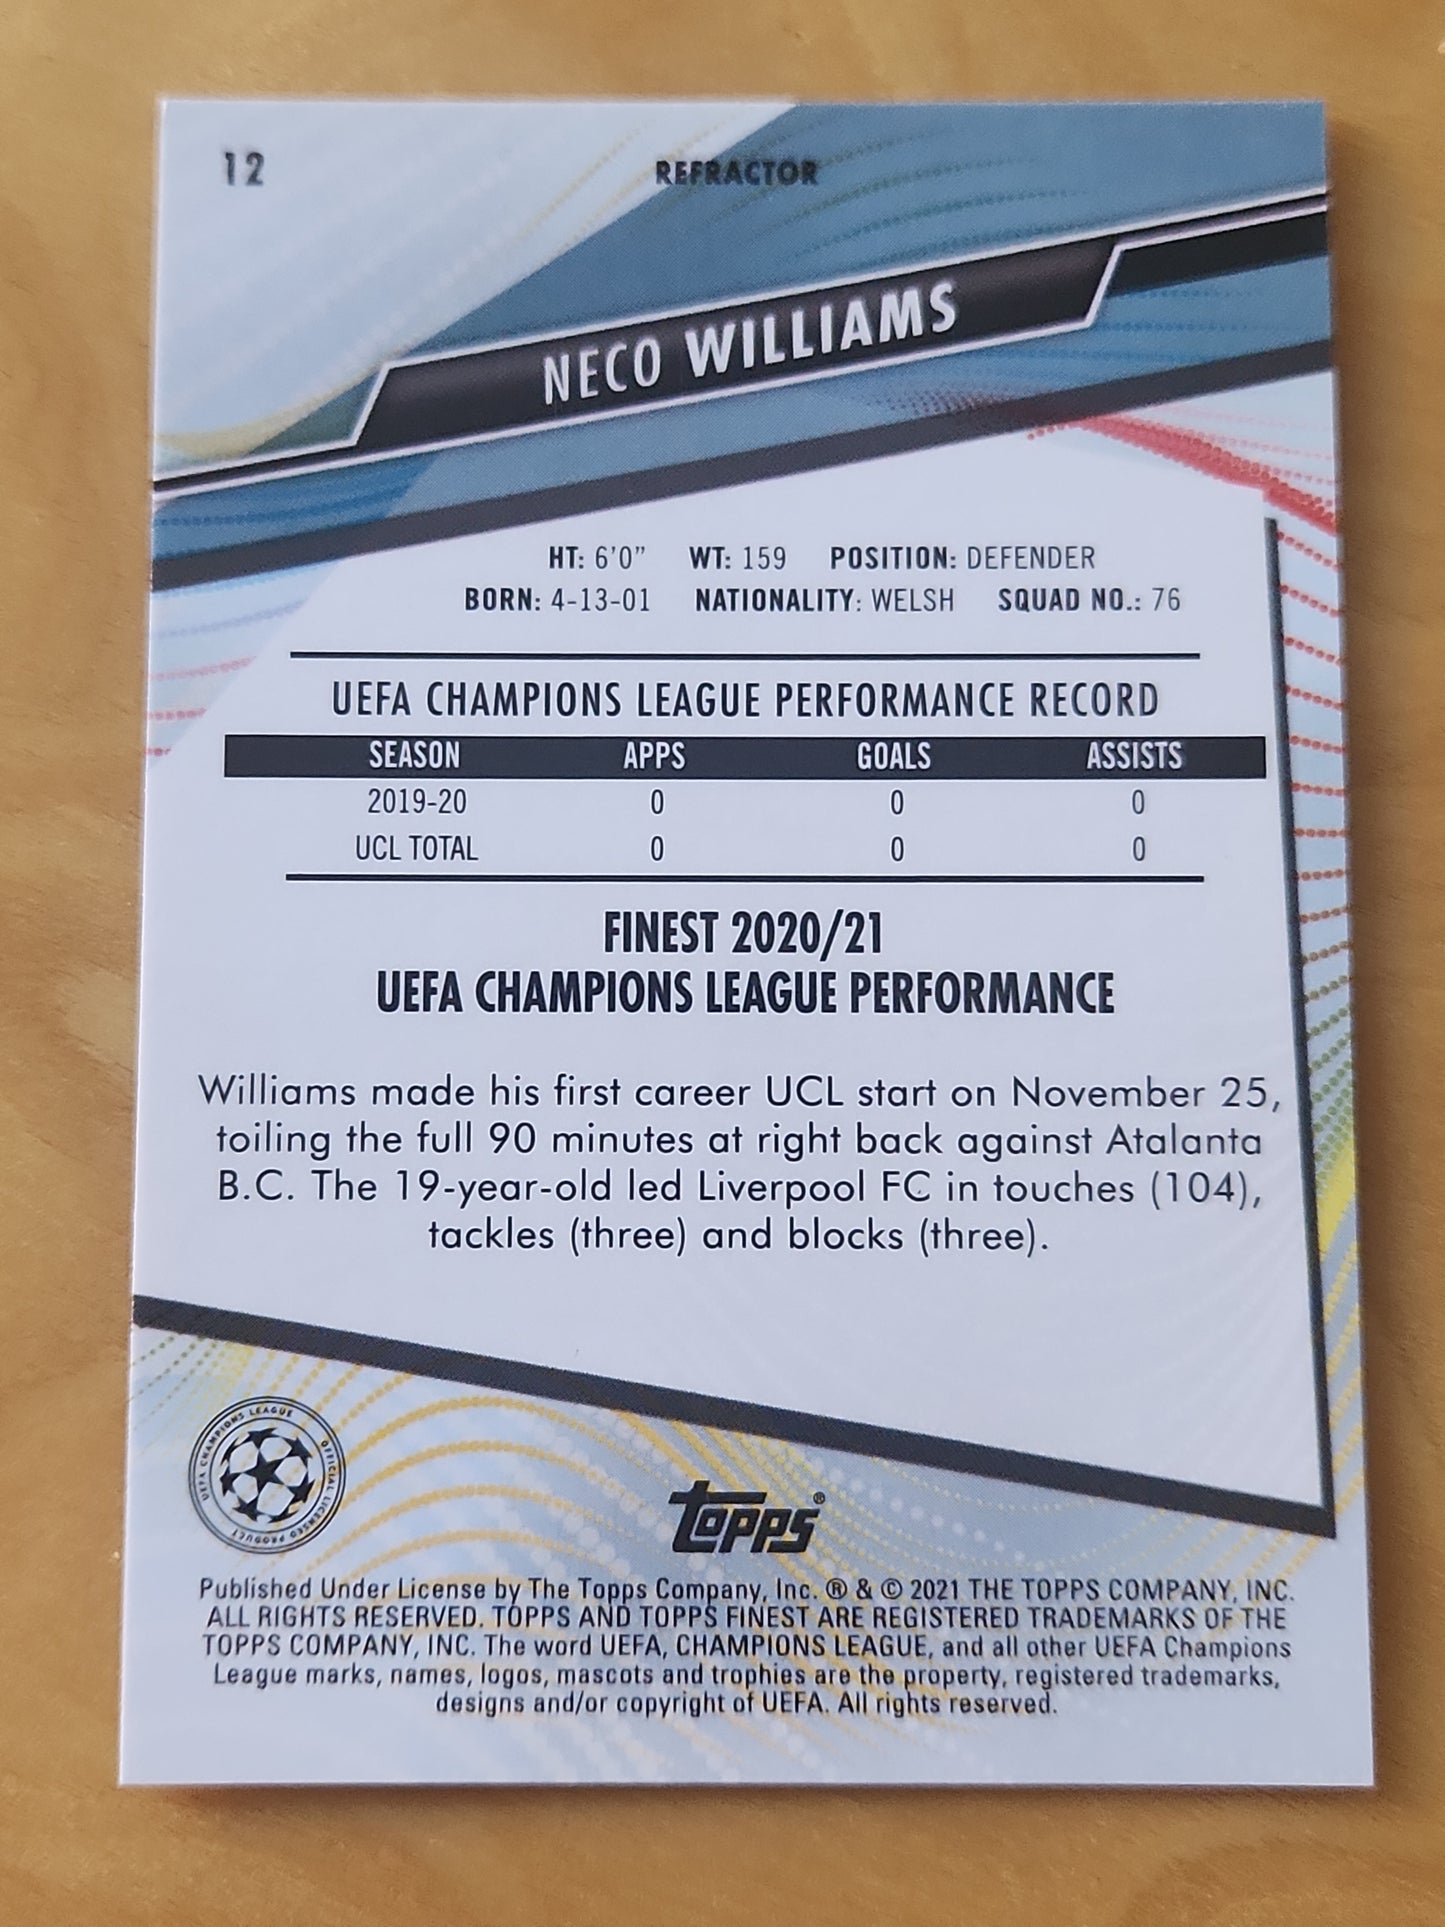 12
REFRACTOR
NECO WILLIAMS
HT: 6'0" WT: 159 POSITION: DEFENDER
BORN: 4-13-01 NATIONALITY: WELSH SQUAD NO.: 76
UEFA CHAMPIONS LEAGUE PERFORMANCE RECORD
SEASON APPS GOALS ASSISTS
2019-20 0 0 0
UCL TOTAL 0 0 0
FINEST 2020/21
UEFA CHAMPIONS LEAGUE PERFORMANCE
Williams made his first career UCL start on November 25,
toiling the full 90 minutes at right back against Atalanta
B.C. The 19-year-old led Liverpool FC in touches (104),
tackles (three) and blocks (three).
UEFA CHAMPIONS LEAGUE OFFICIAL LICENSED PRODUCT
Topps®
Published Under License by The Topps Company, Inc. ® & © 2021 THE TOPPS COMPANY, INC.
ALL RIGHTS RESERVED. TOPPS AND TOPPS FINEST ARE REGISTERED TRADEMARKS OF THE
TOPPS COMPANY, INC. The word UEFA, CHAMPIONS LEAGUE, and all other UEFA Champions
League marks, names, logos, mascots and trophies are the property, registered trademarks,
designs and/or copyright of UEFA. All rights reserved.